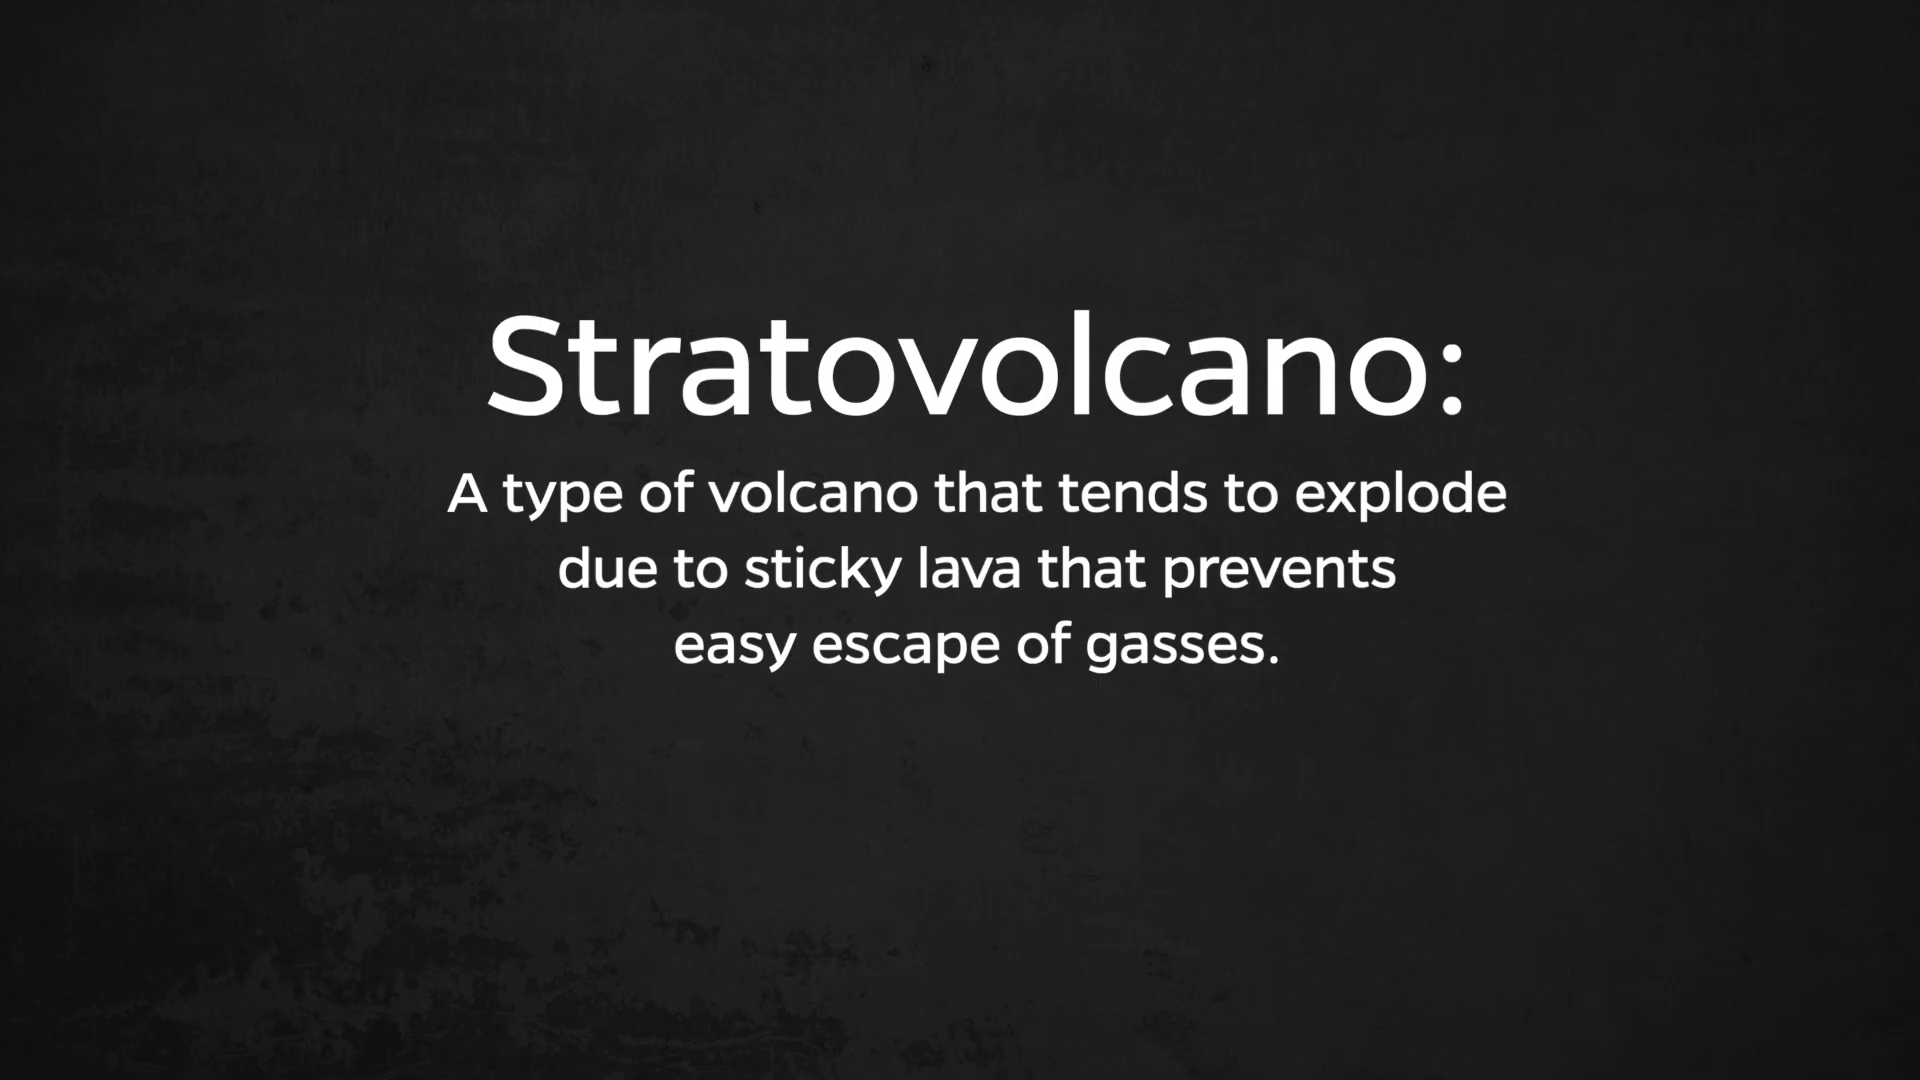 Stratovolcano:
A type of volcano that tends to explode
due to sticky lava that prevents
easy escape of gasses.